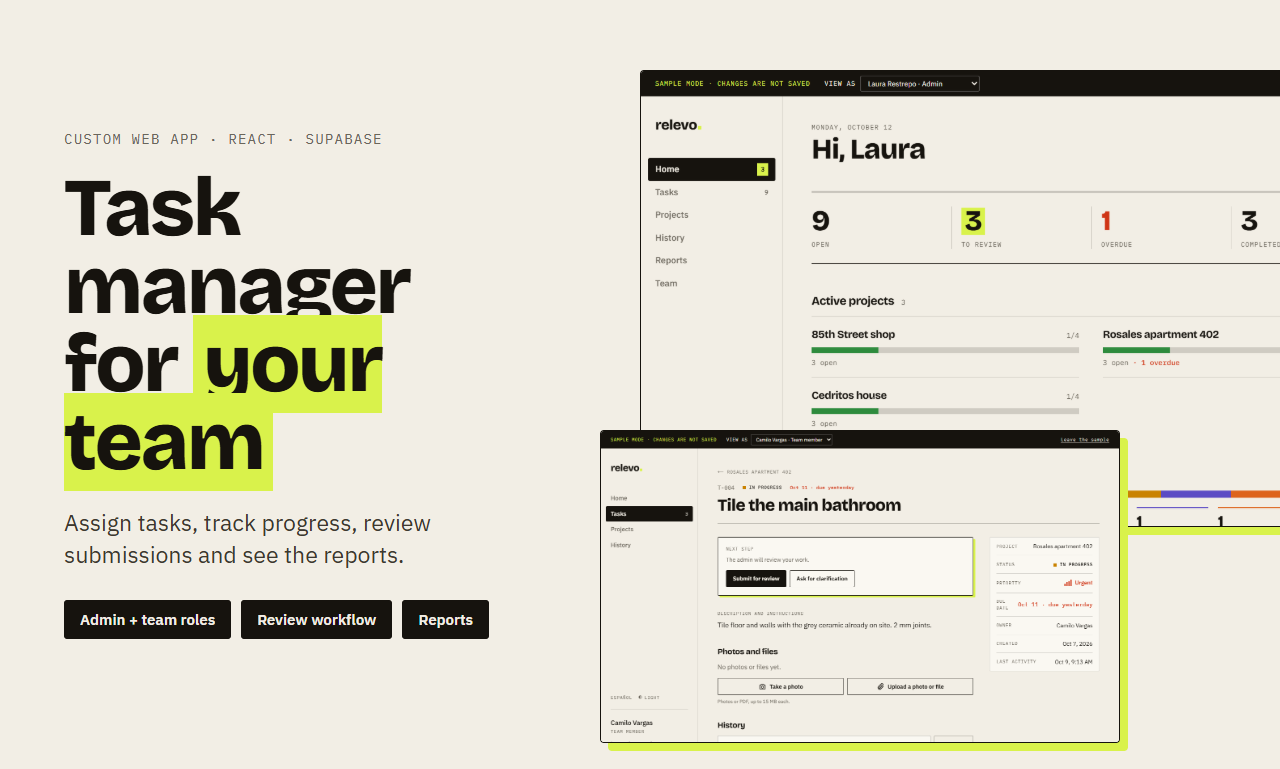 CUSTOM WEB APP · REACT · SUPABASE
Task
manager
for your
team
Assign tasks, track progress, review
submissions and see the reports.
Admin + team roles
Review workflow
Reports
SAMPLE MODE · CHANGES ARE NOT SAVED
VIEW AS
Laura Restrepo · Admin
relevo.
Home 3
Tasks 9
Projects
History
Reports
Team
MONDAY, OCTOBER 12
Hi, Laura
9
OPEN
3
TO REVIEW
1
OVERDUE
3
COMPLETED
Active projects 3
85th Street shop 1/4
3 open
Rosales apartment 402
3 open · 1 overdue
Cedritos house 1/4
3 open
1
1
SAMPLE MODE · CHANGES ARE NOT SAVED
VIEW AS
Camilo Vargas · Team member
Leave the sample
relevo.
Home
Tasks 3
Projects
History
ESPAÑOL
LIGHT
Camilo Vargas
TEAM MEMBER
← ROSALES APARTMENT 402
T-004 IN PROGRESS Oct 11 · due yesterday
Tile the main bathroom
NEXT STEP
The admin will review your work.
Submit for review
Ask for clarification
DESCRIPTION AND INSTRUCTIONS
Tile floor and walls with the grey ceramic already on site. 2 mm joints.
Photos and files
No photos or files yet.
Take a photo
Upload a photo or file
Photos or PDF, up to 15 MB each.
History
PROJECT Rosales apartment 402
STATUS IN PROGRESS
PRIORITY Urgent
DUE DATE Oct 11 · due yesterday
OWNER Camilo Vargas
CREATED Oct 7, 2026
LAST ACTIVITY Oct 9, 9:13 AM